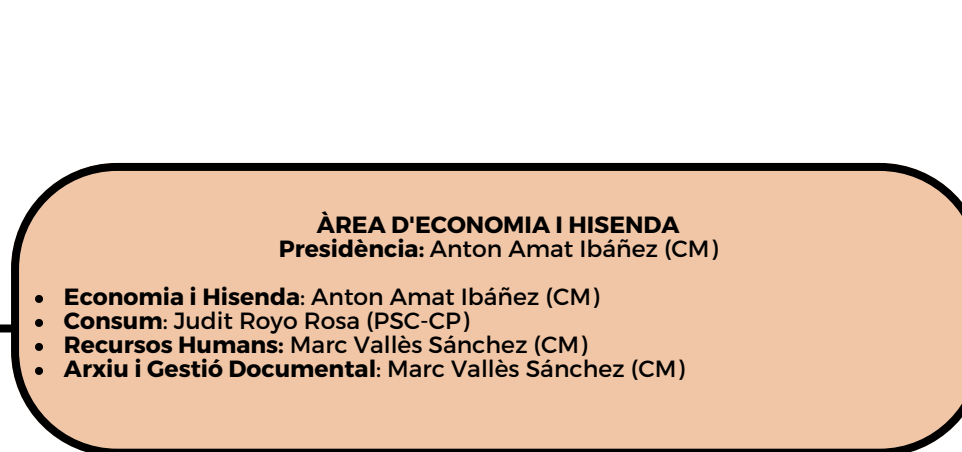 ÀREA D'ECONOMIA I HISENDA
Presidència: Anton Amat Ibáñez (CM)
• Economia i Hisenda: Anton Amat Ibáñez (CM)
• Consum: Judit Royo Rosa (PSC-CP)
• Recursos Humans: Marc Vallès Sánchez (CM)
• Arxiu i Gestió Documental: Marc Vallès Sánchez (CM)